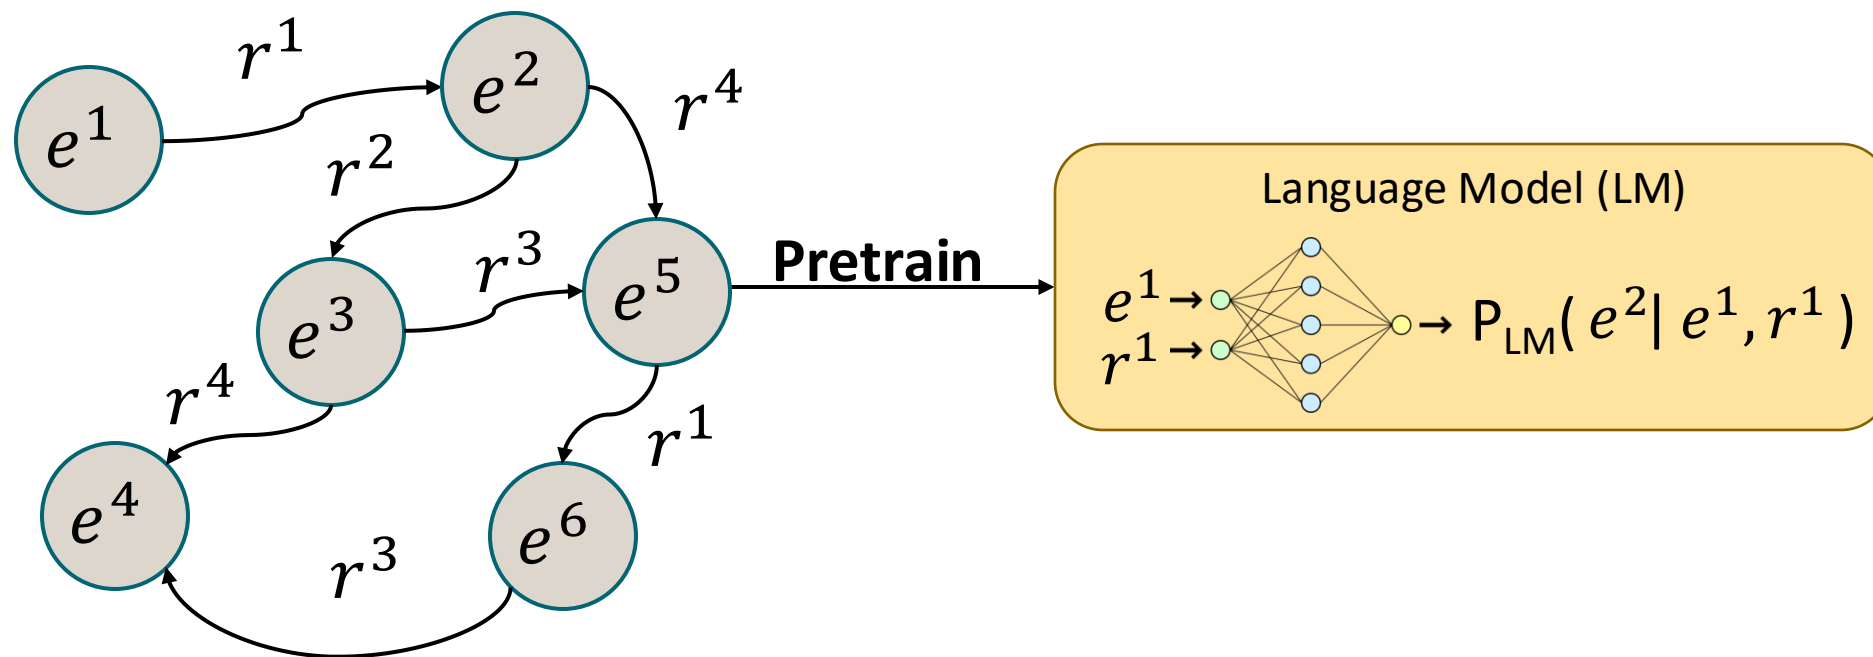 r¹
e¹
e²
r⁴
r²
e³
r³
e⁵
r⁴
r¹
e⁴
e⁶
r³
Pretrain
Language Model (LM)
e¹
r¹
P_LM( e²| e¹, r¹ )